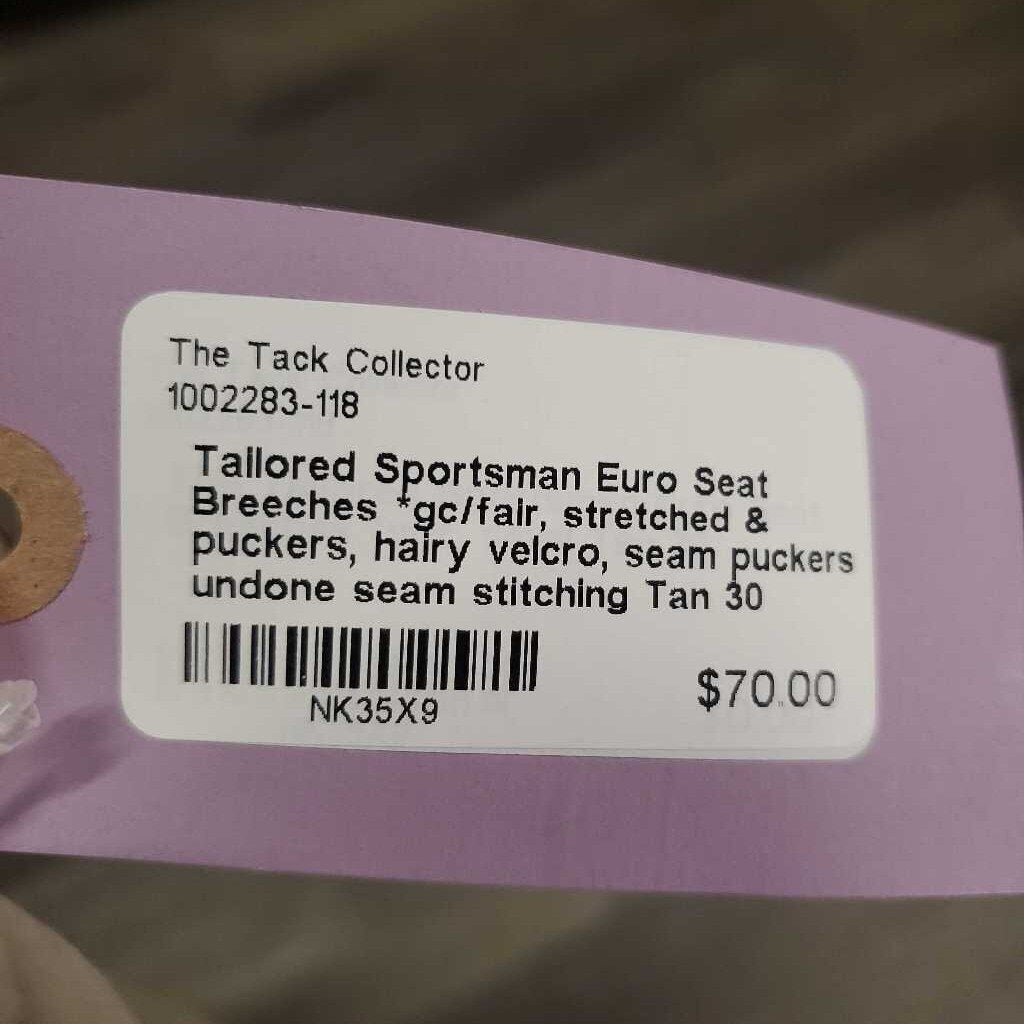 The Tack Collector
1002283-118
Tailored Sportsman Euro Seat
Breeches *gc/fair, stretched &
puckers, hairy velcro, seam puckers
undone seam stitching Tan 30
NK35X9
$70.00